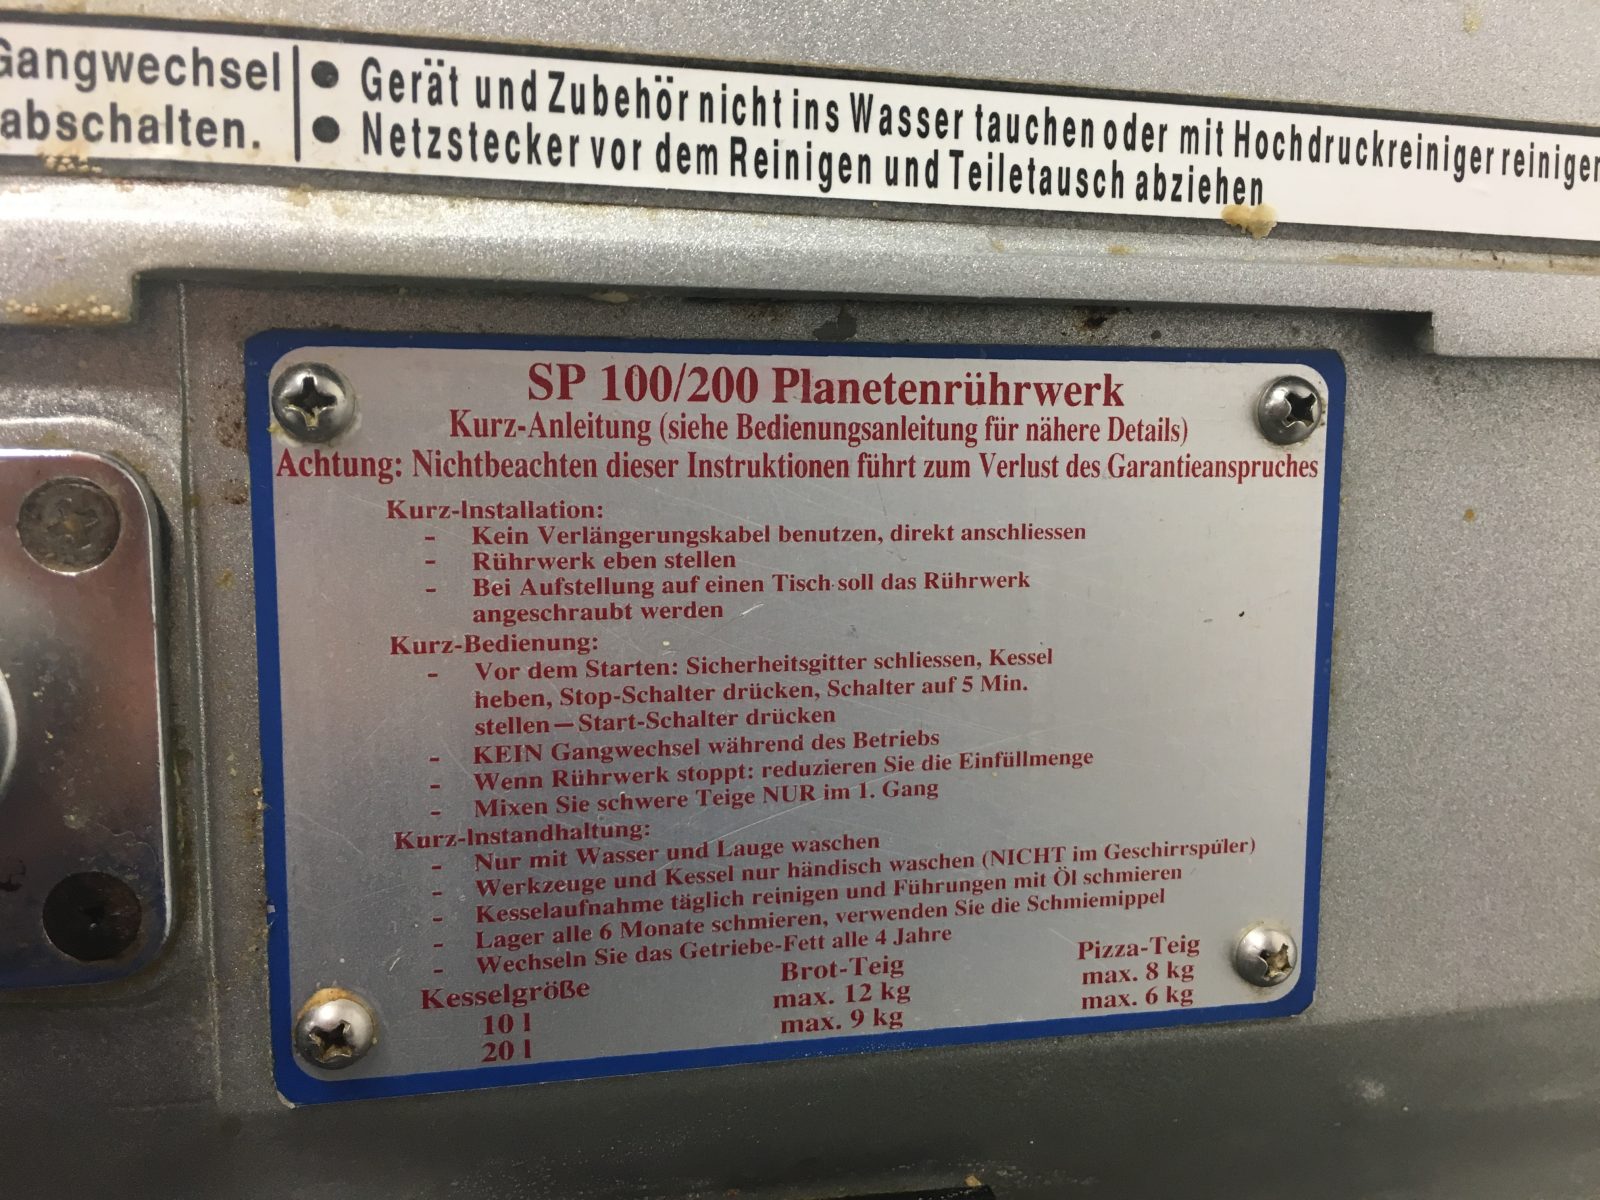 Gangwechsel
abschalten.
● Gerät und Zubehör nicht ins Wasser tauchen oder mit Hochdruckreiniger reiniger
● Netzstecker vor dem Reinigen und Teiletausch abziehen
SP 100/200 Planetenrührwerk
Kurz-Anleitung (siehe Bedienungsanleitung für nähere Details)
Achtung: Nichtbeachten dieser Instruktionen führt zum Verlust des Garantieanspruches
Kurz-Installation:
- Kein Verlängerungskabel benutzen, direkt anschliessen
- Rührwerk eben stellen
- Bei Aufstellung auf einen Tisch soll das Rührwerk
angeschraubt werden
Kurz-Bedienung:
- Vor dem Starten: Sicherheitsgitter schliessen, Kessel
heben, Stop-Schalter drücken, Schalter auf 5 Min.
stellen – Start-Schalter drücken
- KEIN Gangwechsel während des Betriebs
- Wenn Rührwerk stoppt: reduzieren Sie die Einfüllmenge
- Mixen Sie schwere Teige NUR im 1. Gang
Kurz-Instandhaltung:
- Nur mit Wasser und Lauge waschen
- Werkzeuge und Kessel nur händisch waschen (NICHT im Geschirrspüler)
- Kesselaufnahme täglich reinigen und Führungen mit Öl schmieren
- Lager alle 6 Monate schmieren, verwenden Sie die Schmiemippel
- Wechseln Sie das Getriebe-Fett alle 4 Jahre
Kesselgröße Brot-Teig Pizza-Teig
10 l max. 12 kg max. 8 kg
20 l max. 9 kg max. 6 kg